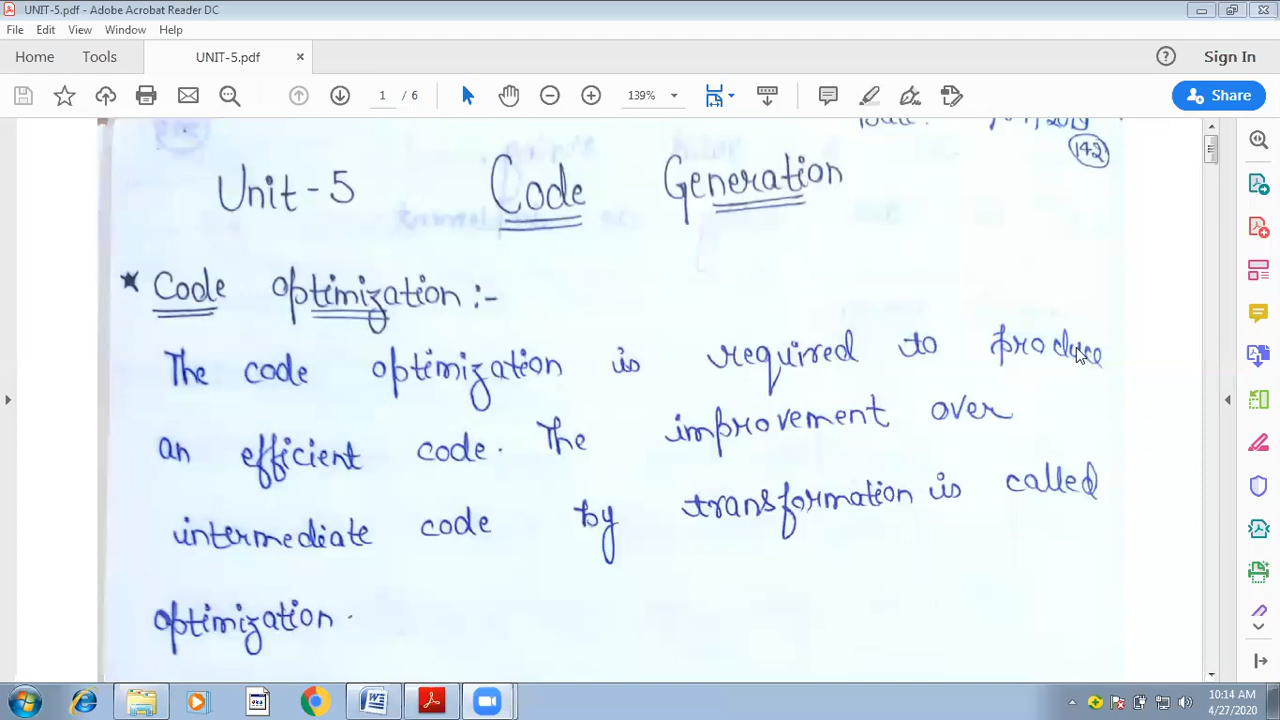 UNIT-5.pdf - Adobe Acrobat Reader DC
File Edit View Window Help
Home Tools UNIT-5.pdf × Sign In
1 / 6 139% Share
142
Unit-5 Code Generation
★ Code optimization :-
The code optimization is required to produce
an efficient code. The improvement over
intermediate code by transformation is called
optimization.
10:14 AM
4/27/2020